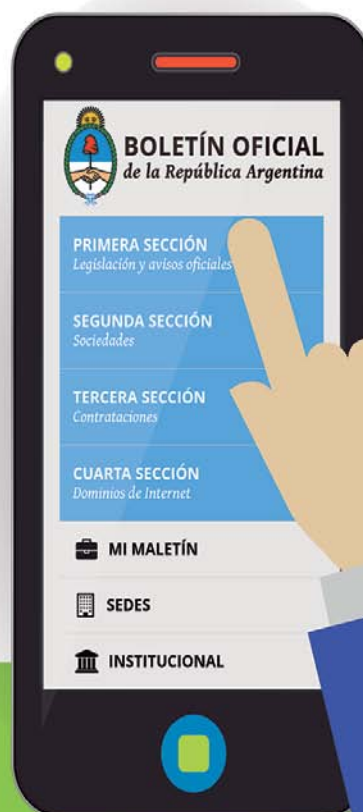 BOLETÍN OFICIAL
de la República Argentina
PRIMERA SECCIÓN
Legislación y avisos oficiales
SEGUNDA SECCIÓN
Sociedades
TERCERA SECCIÓN
Contrataciones
CUARTA SECCIÓN
Dominios de Internet
MI MALETÍN
SEDES
INSTITUCIONAL